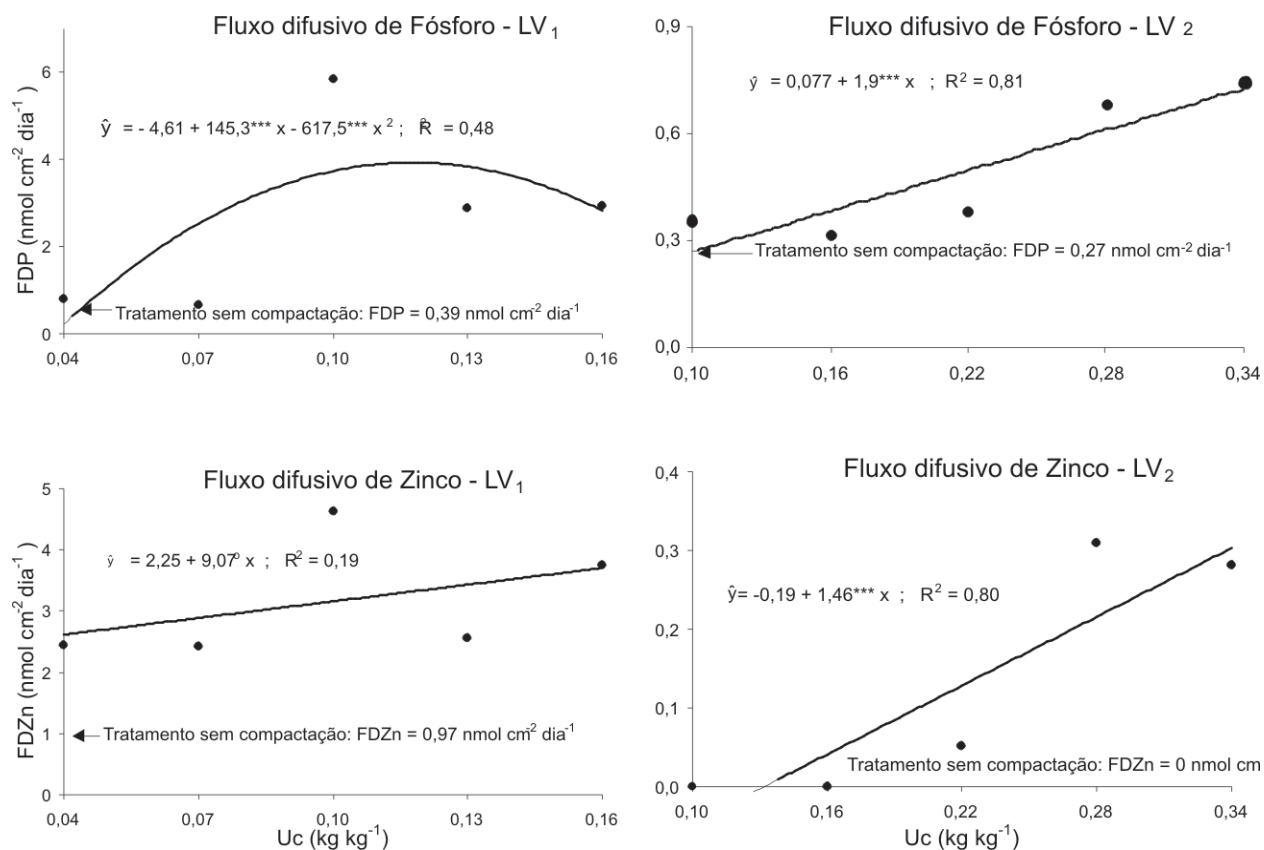 Fluxo difusivo de Fósforo - LV₁
FDP (nmol cm⁻² dia⁻¹)
6
4
2
0
ŷ = - 4,61 + 145,3*** x - 617,5*** x² ; R² = 0,48
Tratamento sem compactação: FDP = 0,39 nmol cm⁻² dia⁻¹
0,04 0,07 0,10 0,13 0,16
Fluxo difusivo de Fósforo - LV ₂
0,9
0,6
0,3
0,0
ŷ = 0,077 + 1,9*** x ; R² = 0,81
Tratamento sem compactação: FDP = 0,27 nmol cm⁻² dia⁻¹
0,10 0,16 0,22 0,28 0,34
Fluxo difusivo de Zinco - LV₁
FDZn (nmol cm⁻² dia⁻¹)
5
4
3
2
1
0
ŷ = 2,25 + 9,07º x ; R² = 0,19
Tratamento sem compactação: FDZn = 0,97 nmol cm⁻² dia⁻¹
0,04 0,07 0,10 0,13 0,16
Uc (kg kg⁻¹)
Fluxo difusivo de Zinco - LV₂
0,4
0,3
0,2
0,1
0,0
ŷ= -0,19 + 1,46*** x ; R² = 0,80
Tratamento sem compactação: FDZn = 0 nmol cm
0,10 0,16 0,22 0,28 0,34
Uc (kg kg⁻¹)